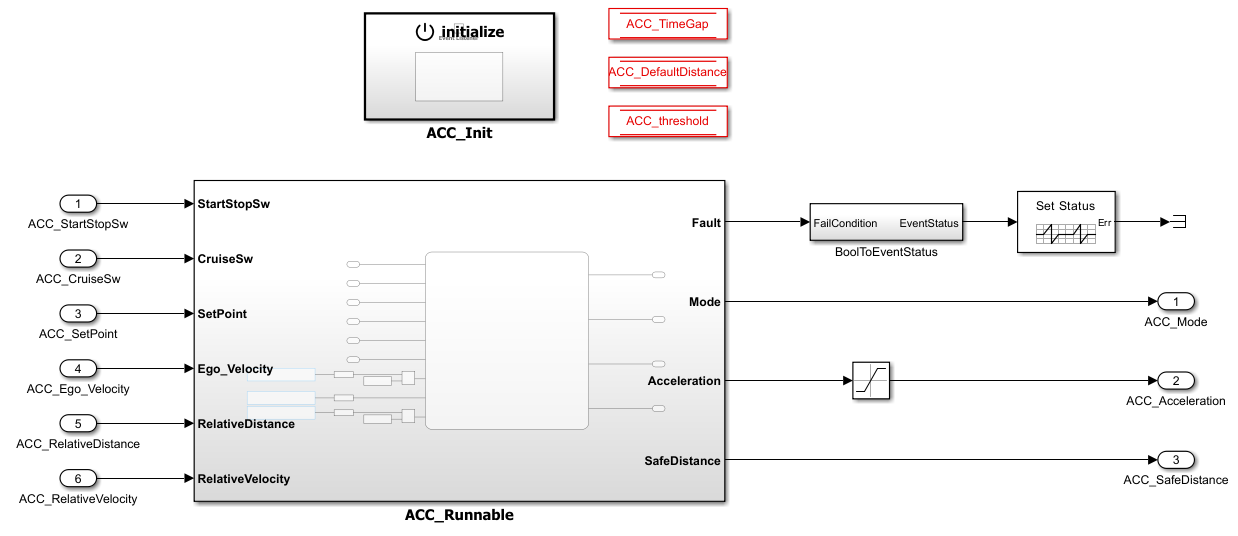 initialize
Event Listener
ACC_Init
ACC_TimeGap
ACC_DefaultDistance
ACC_threshold
1
ACC_StartStopSw
2
ACC_CruiseSw
3
ACC_SetPoint
4
ACC_Ego_Velocity
5
ACC_RelativeDistance
6
ACC_RelativeVelocity
StartStopSw
CruiseSw
SetPoint
Ego_Velocity
RelativeDistance
RelativeVelocity
Fault
Mode
Acceleration
SafeDistance
ACC_Runnable
FailCondition EventStatus
BoolToEventStatus
Set Status
Err
1
ACC_Mode
2
ACC_Acceleration
3
ACC_SafeDistance